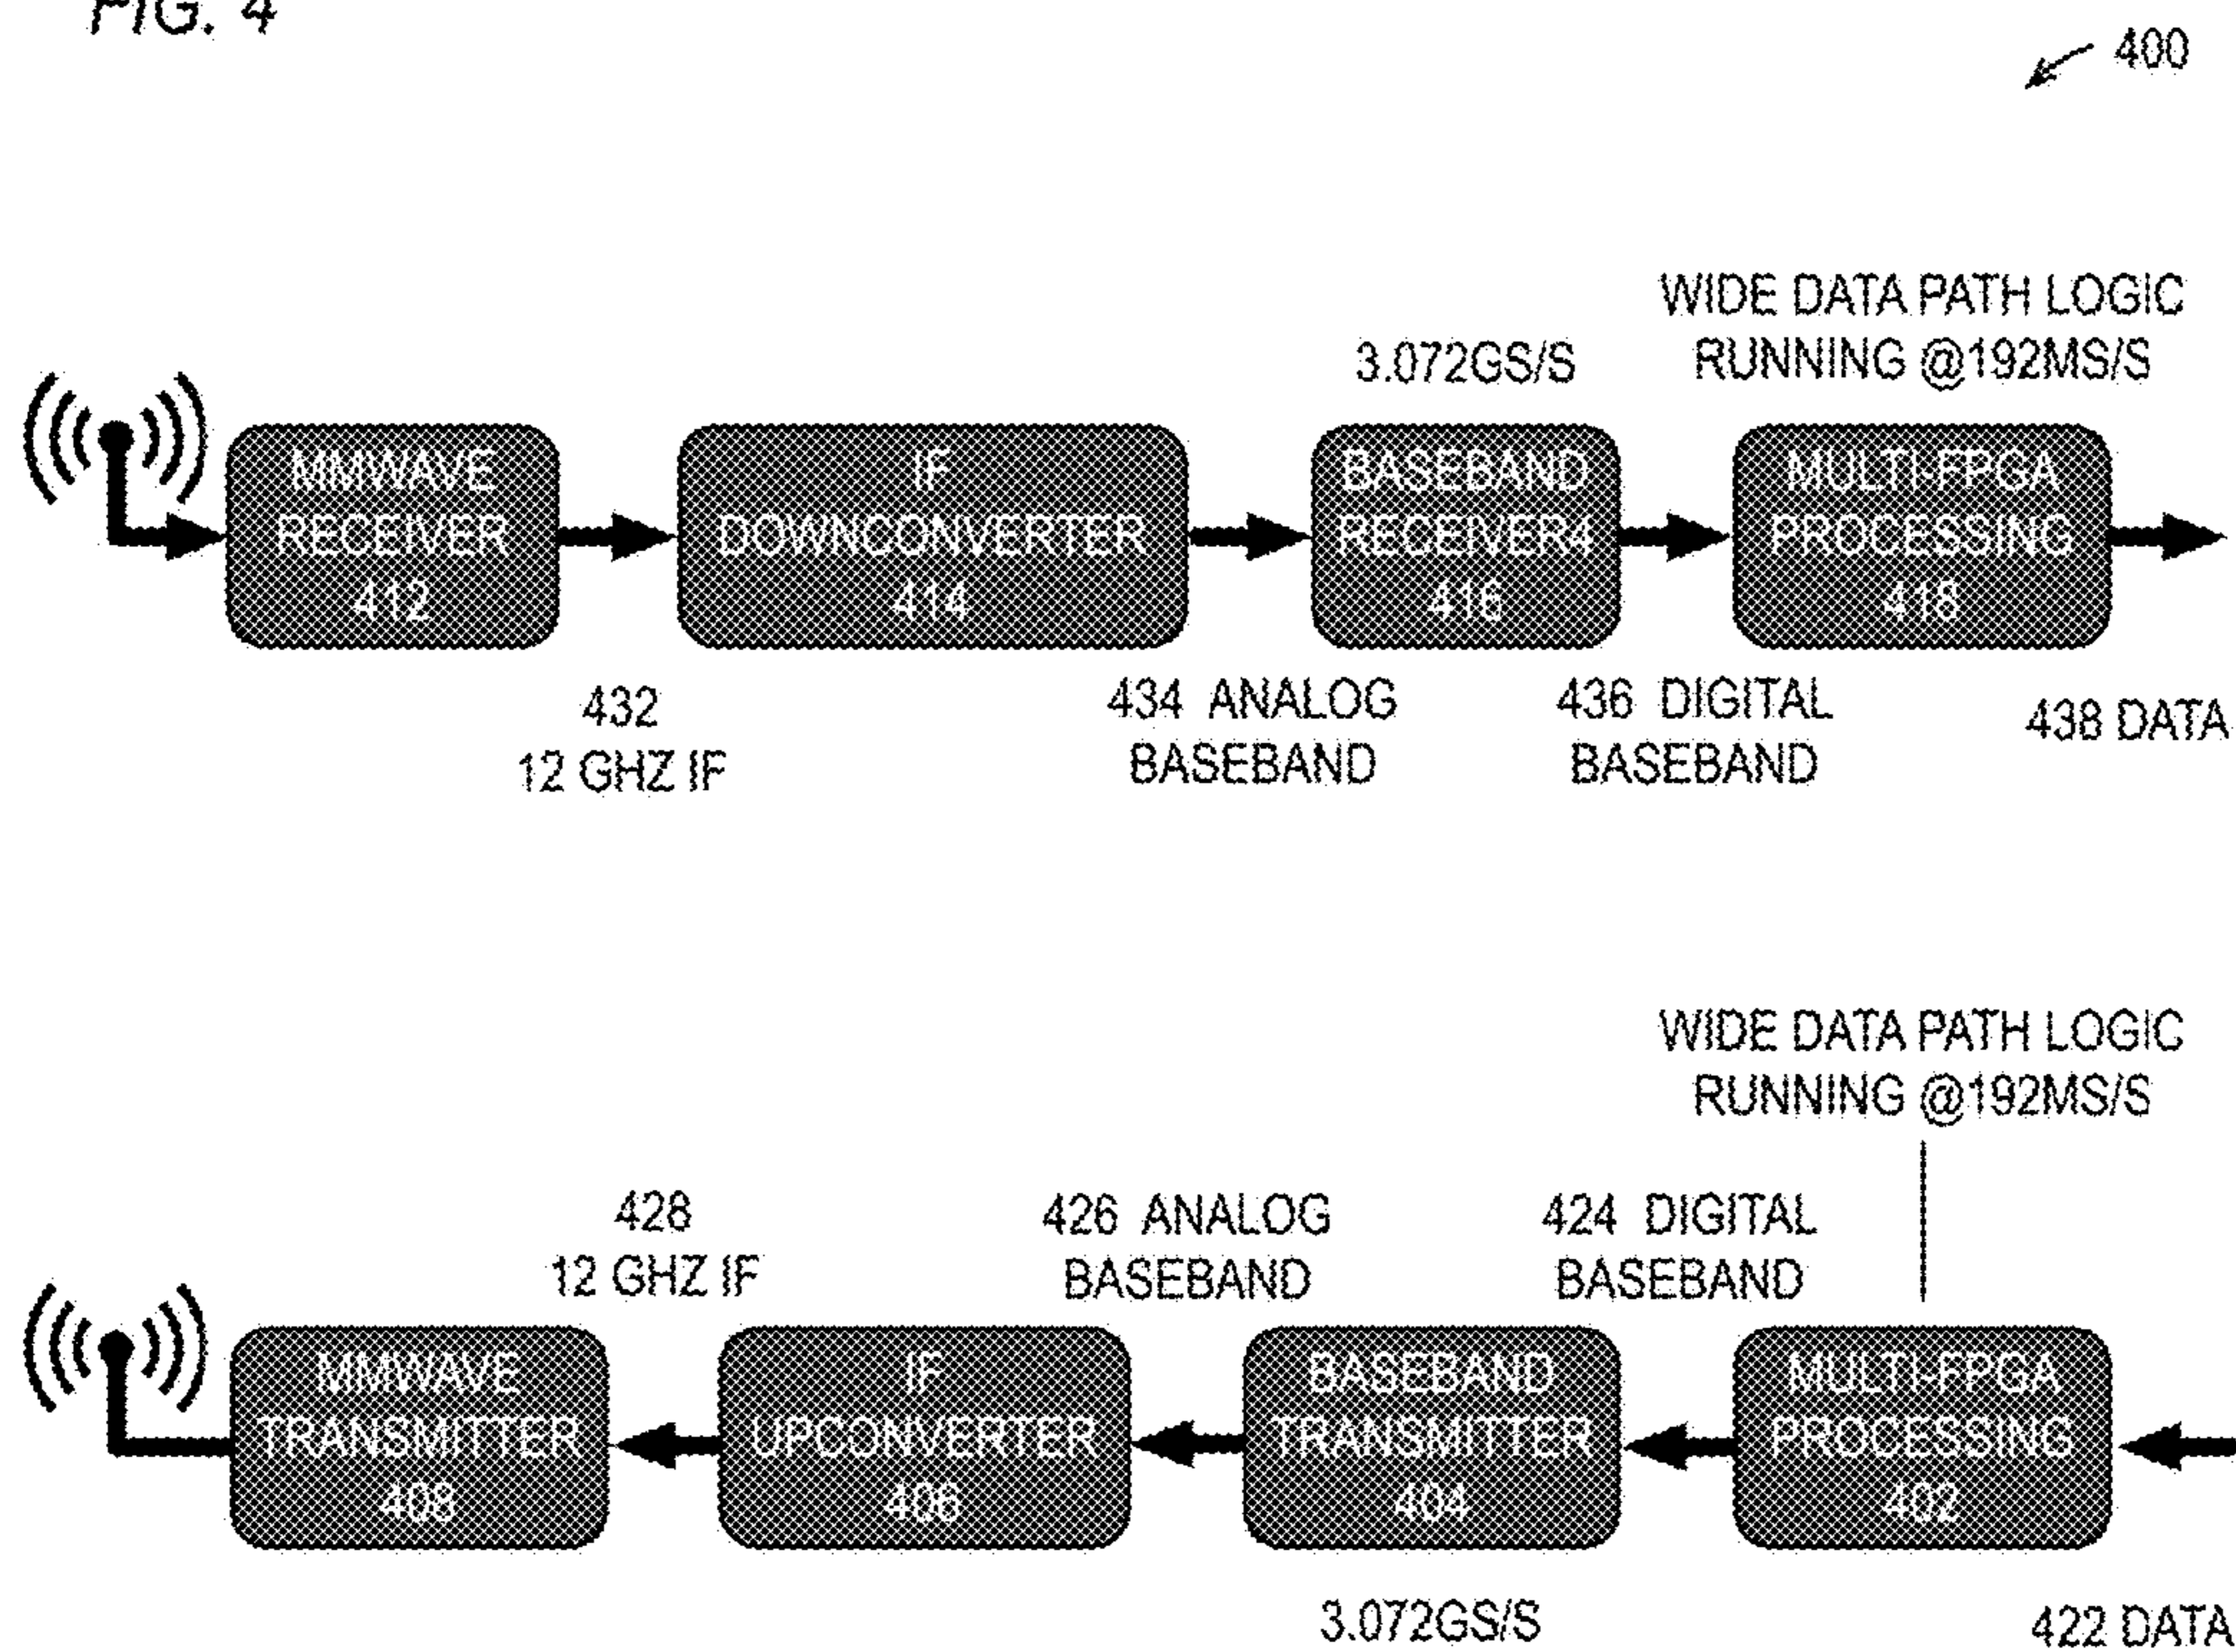 FIG. 4
400
WIDE DATA PATH LOGIC
RUNNING @192MS/S
3.072GS/S
MMWAVE
RECEIVER
412
IF
DOWNCONVERTER
414
BASEBAND
RECEIVER4
416
MULTI-FPGA
PROCESSING
418
432
12 GHZ IF
434 ANALOG
BASEBAND
436 DIGITAL
BASEBAND
438 DATA
WIDE DATA PATH LOGIC
RUNNING @192MS/S
428
12 GHZ IF
426 ANALOG
BASEBAND
424 DIGITAL
BASEBAND
MMWAVE
TRANSMITTER
408
IF
UPCONVERTER
406
BASEBAND
TRANSMITTER
404
MULTI-FPGA
PROCESSING
402
3.072GS/S
422 DATA